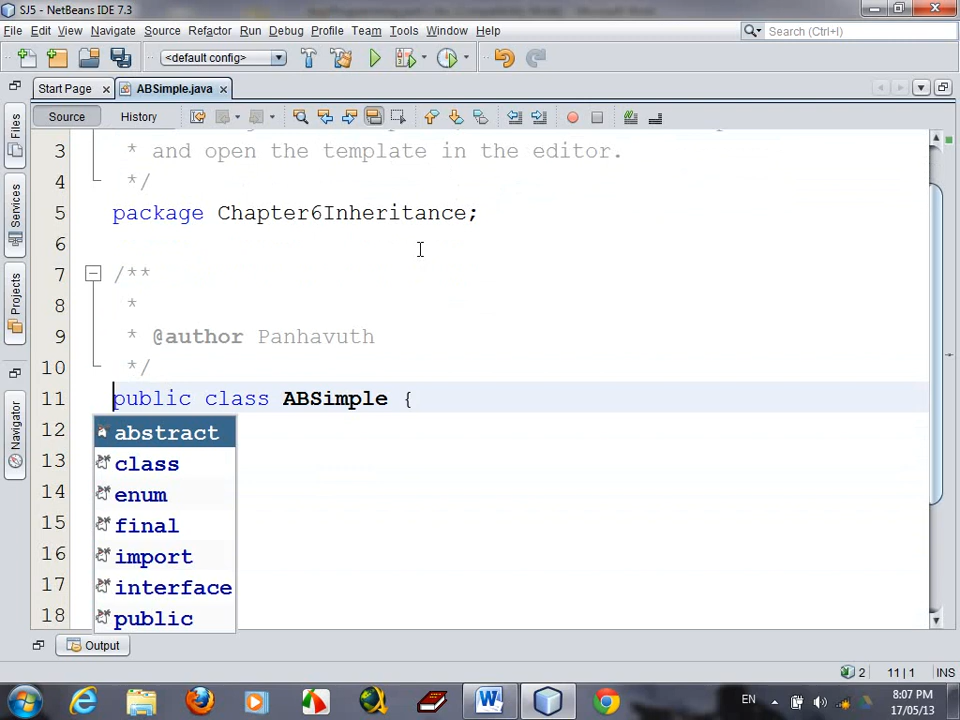 SJ5 - NetBeans IDE 7.3
File Edit View Navigate Source Refactor Run Debug Profile Team Tools Window Help
Search (Ctrl+I)
<default config>
Start Page
ABSimple.java
Source History
3 * and open the template in the editor.
4 */
5 package Chapter6Inheritance;
6
7 /**
8 *
9 * @author Panhavuth
10 */
11 public class ABSimple {
12 abstract
13 class
14 enum
15 final
16 import
17 interface
18 public
Files
Services
Projects
Navigator
Output
2 11|1 INS
EN
8:07 PM
17/05/13